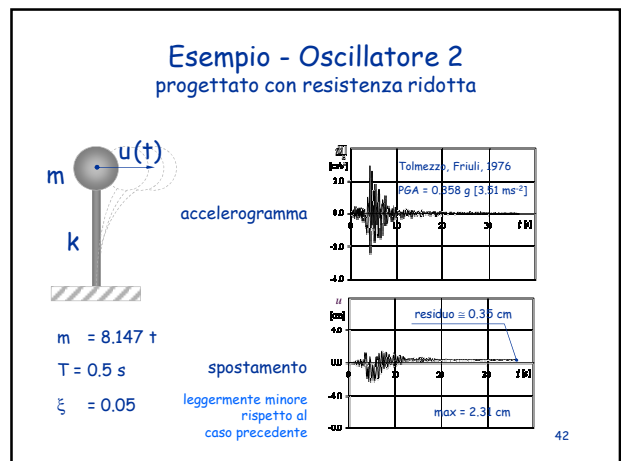 Esempio - Oscillatore 2
progettato con resistenza ridotta
u(t)
m
k
accelerogramma
Tolmezzo, Friuli, 1976
PGA = 0.358 g [3,51 ms-2]
2.0
0.0
-4.0
10
20
30
t [s]
m = 8.147 t
T = 0.5 s
ξ = 0.05
spostamento
leggermente minore
rispetto al
caso precedente
u
[cm]
residuo ≅ 0,35 cm
4.0
0.0
-4.0
0
10
20
30
t [s]
max = 2,31 cm
42